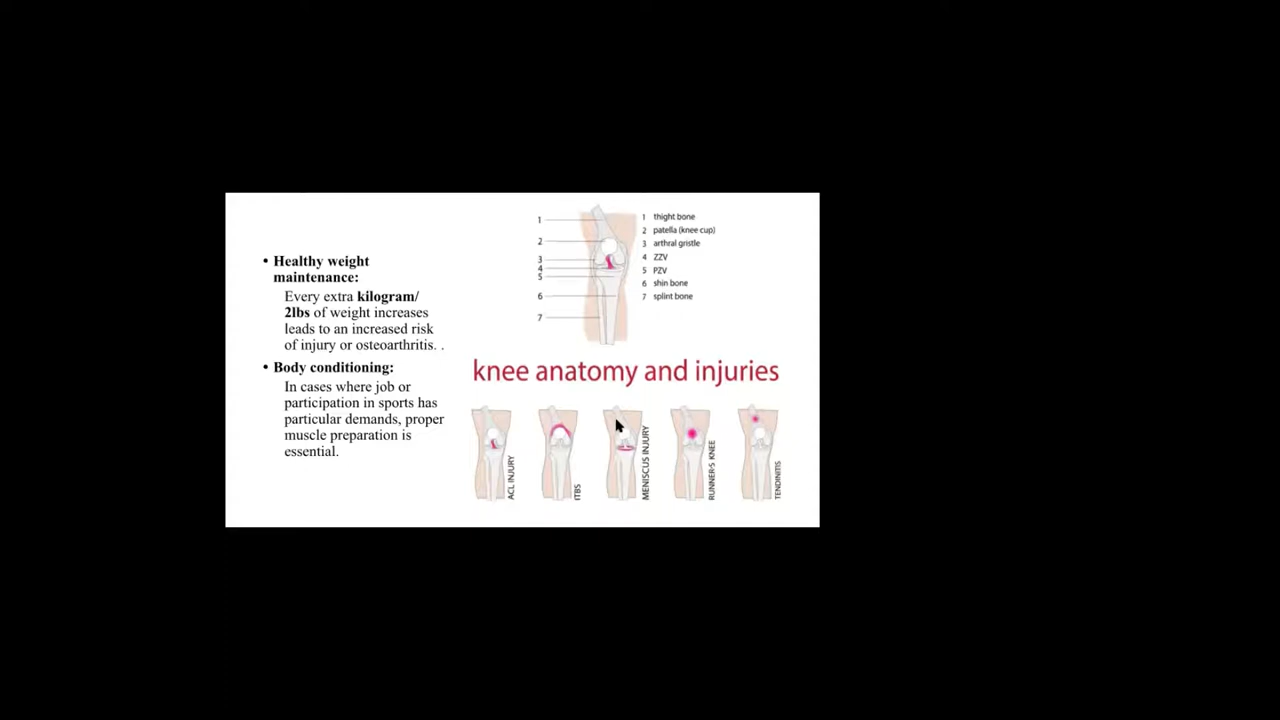 • Healthy weight
maintenance:
Every extra kilogram/
2lbs of weight increases
leads to an increased risk
of injury or osteoarthritis. .
• Body conditioning:
In cases where job or
participation in sports has
particular demands, proper
muscle preparation is
essential.
1
2
3
4
5
6
7
1 thight bone
2 patella (knee cup)
3 arthral gristle
4 ZZV
5 PZV
6 shin bone
7 splint bone
knee anatomy and injuries
ACL INJURY
ITBS
MENISCUS INJURY
RUNNER-S KNEE
TENDINITIS